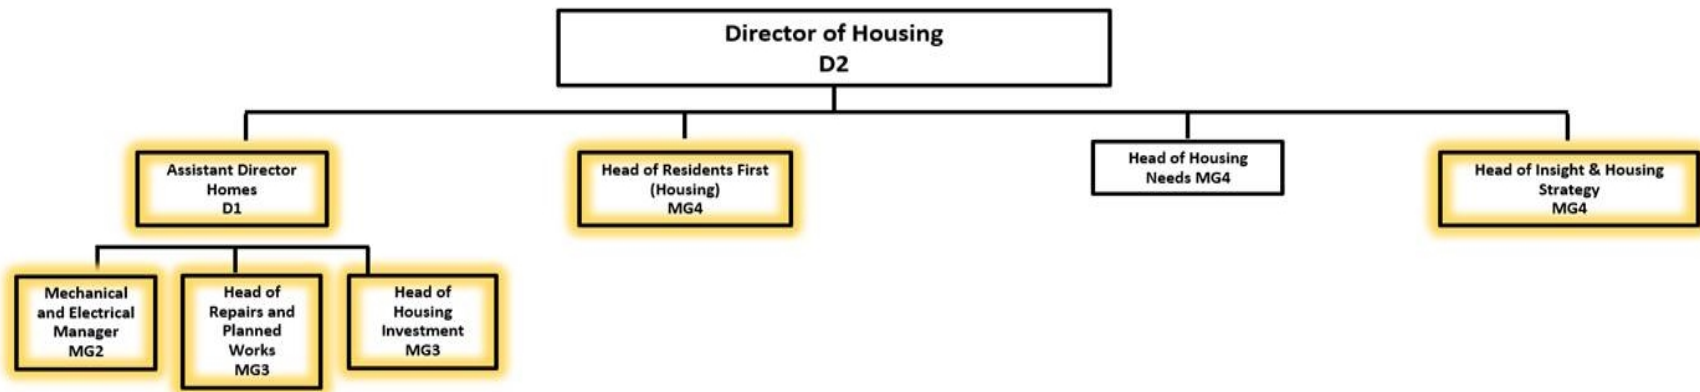 Director of Housing
D2
Assistant Director
Homes
D1
Head of Residents First
(Housing)
MG4
Head of Housing
Needs MG4
Head of Insight & Housing
Strategy
MG4
Mechanical
and Electrical
Manager
MG2
Head of
Repairs and
Planned
Works
MG3
Head of
Housing
Investment
MG3